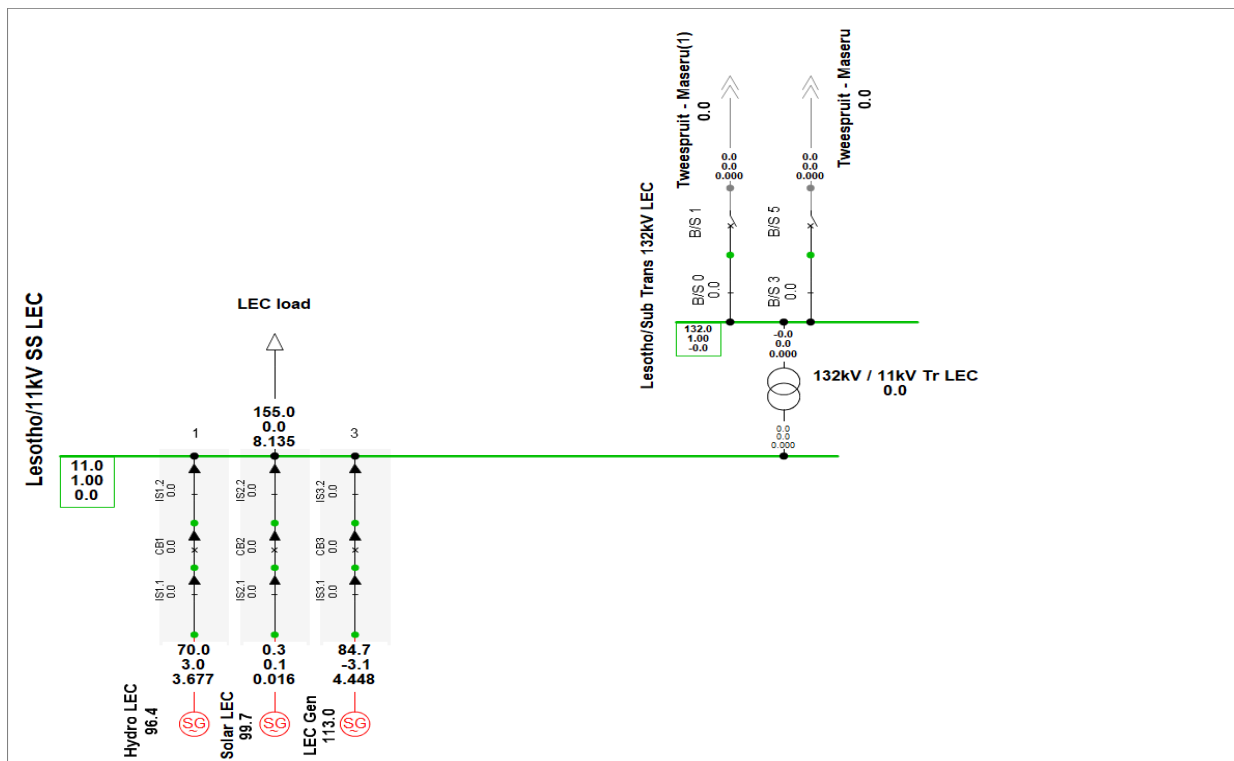 Tweespruit - Maseru(1)
0.0
Tweespruit - Maseru
0.0
0.0
0.0
0.000
0.0
0.0
0.000
B/S 1
B/S 5
Lesotho/Sub Trans 132kV LEC
B/S 0
0.0
B/S 3
0.0
132.0
1.00
-0.0
-0.0
0.0
0.000
132kV / 11kV Tr LEC
0.0
0.0
0.0
0.000
Lesotho/11kV SS LEC
LEC load
155.0
0.0
8.135
1
3
11.0
1.00
0.0
IS1.2
0.0
IS2.2
0.0
IS3.2
0.0
CB1
0.0
CB2
0.0
CB3
0.0
IS1.1
0.0
IS2.1
0.0
IS3.1
0.0
70.0
3.0
3.677
0.3
0.1
0.016
84.7
-3.1
4.448
Hydro LEC
96.4
SG
~
Solar LEC
99.7
SG
~
LEC Gen
113.0
SG
~